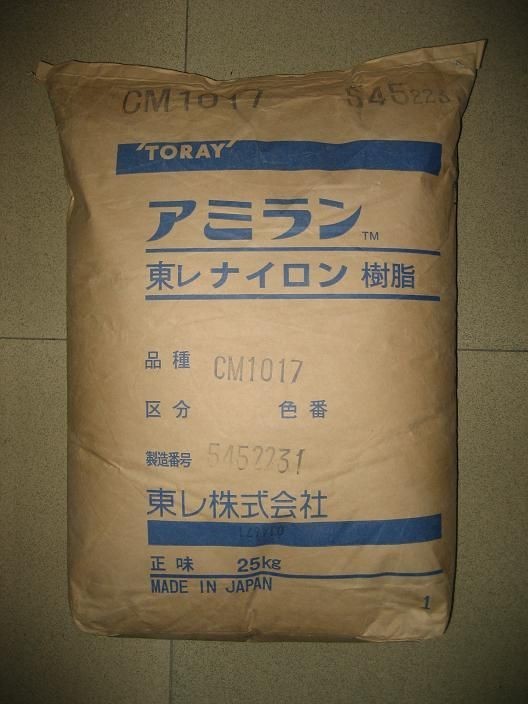 CM1017 545223
'TORAY'
アミラン™
東レ ナイロン 樹脂
品種 CM1017
区分 色番
製造番号 5452231
東レ株式会社
正味 25kg
MADE IN JAPAN
1